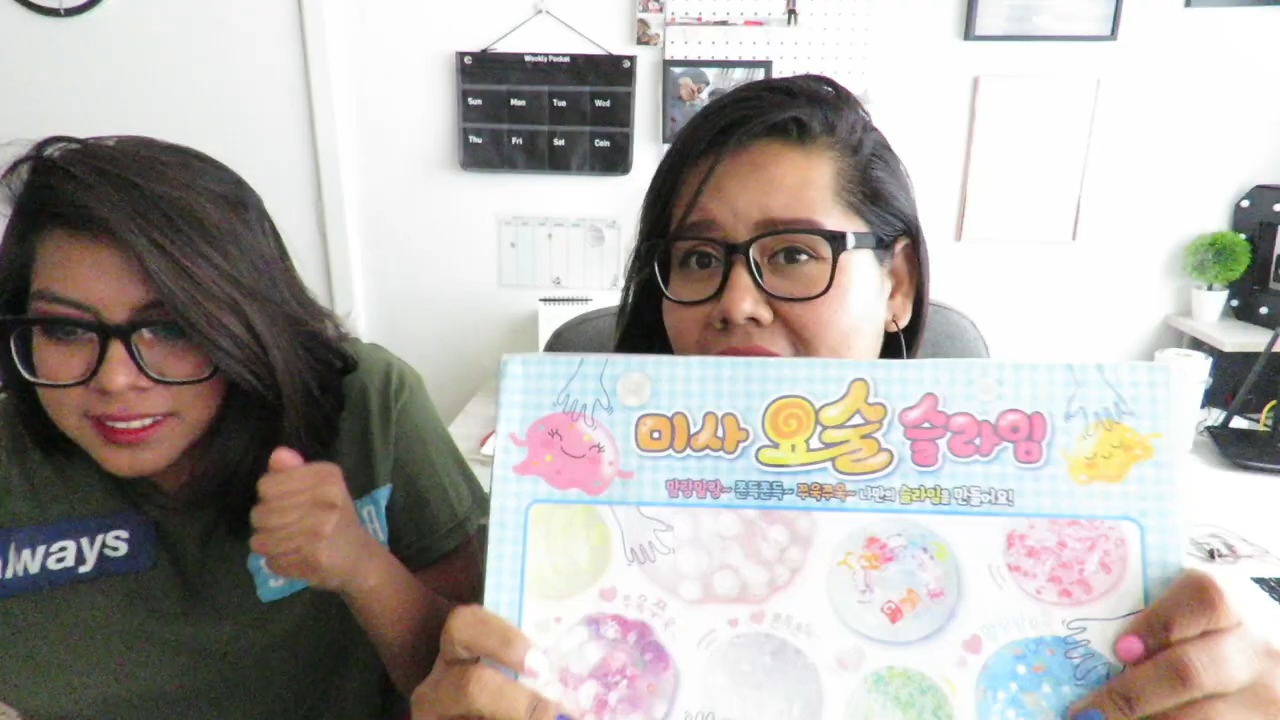 Weekly Pocket
Sun Mon Tue Wed
Thu Fri Sat Coin
미사 요술 슬라임
말랑말랑~ 쫀득쫀득~ 꾸욱꾸욱~ 나만의 슬라임을 만들어요!
lways